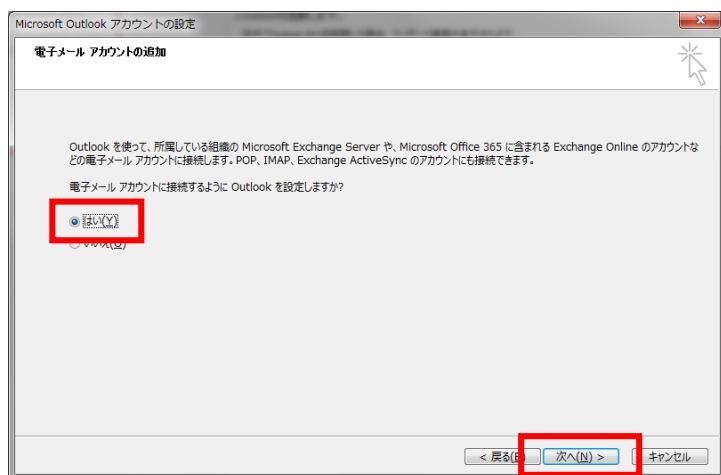 Microsoft Outlook アカウントの設定
電子メール アカウントの追加
Outlook を使って、所属している組織の Microsoft Exchange Server や、Microsoft Office 365 に含まれる Exchange Online のアカウントな
どの電子メール アカウントに接続します。POP、IMAP、Exchange ActiveSync のアカウントにも接続できます。
電子メール アカウントに接続するように Outlook を設定しますか?
はい(Y)
いいえ(O)
< 戻る(B 次へ(N) > キャンセル